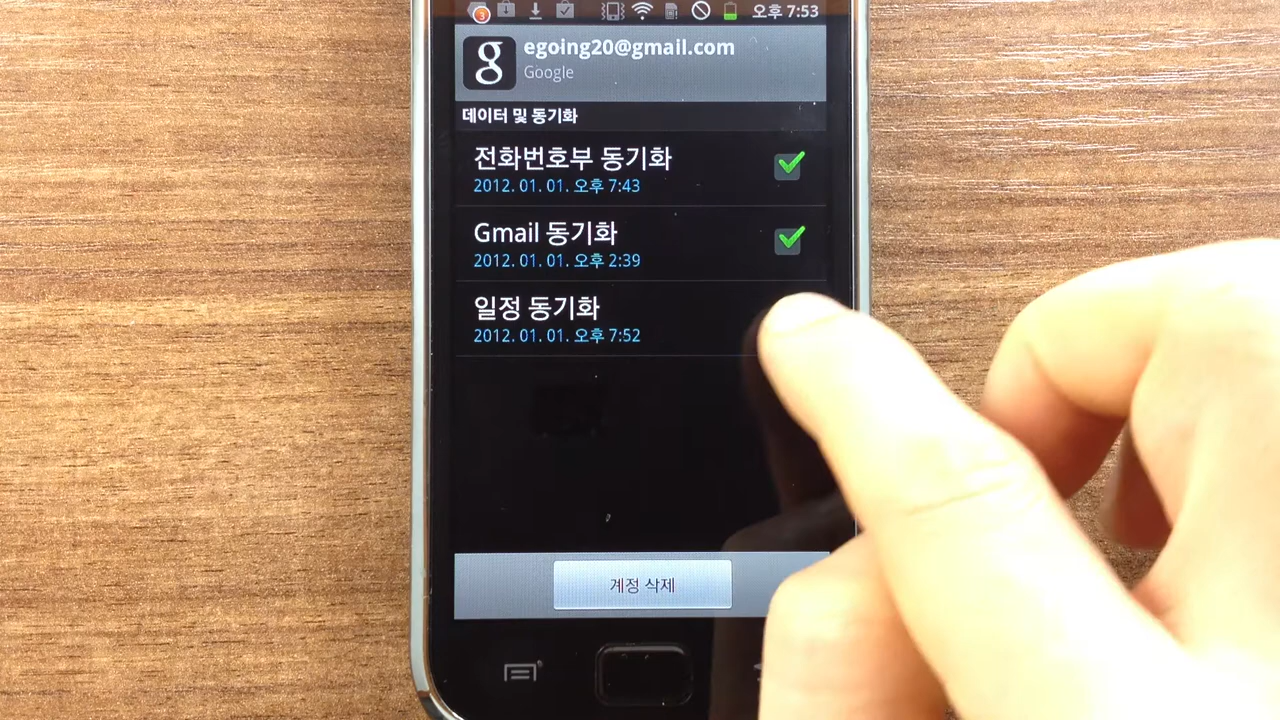 3
오후 7:53
g
egoing20@gmail.com
Google
데이터 및 동기화
전화번호부 동기화
2012. 01. 01. 오후 7:43
Gmail 동기화
2012. 01. 01. 오후 2:39
일정 동기화
2012. 01. 01. 오후 7:52
계정 삭제